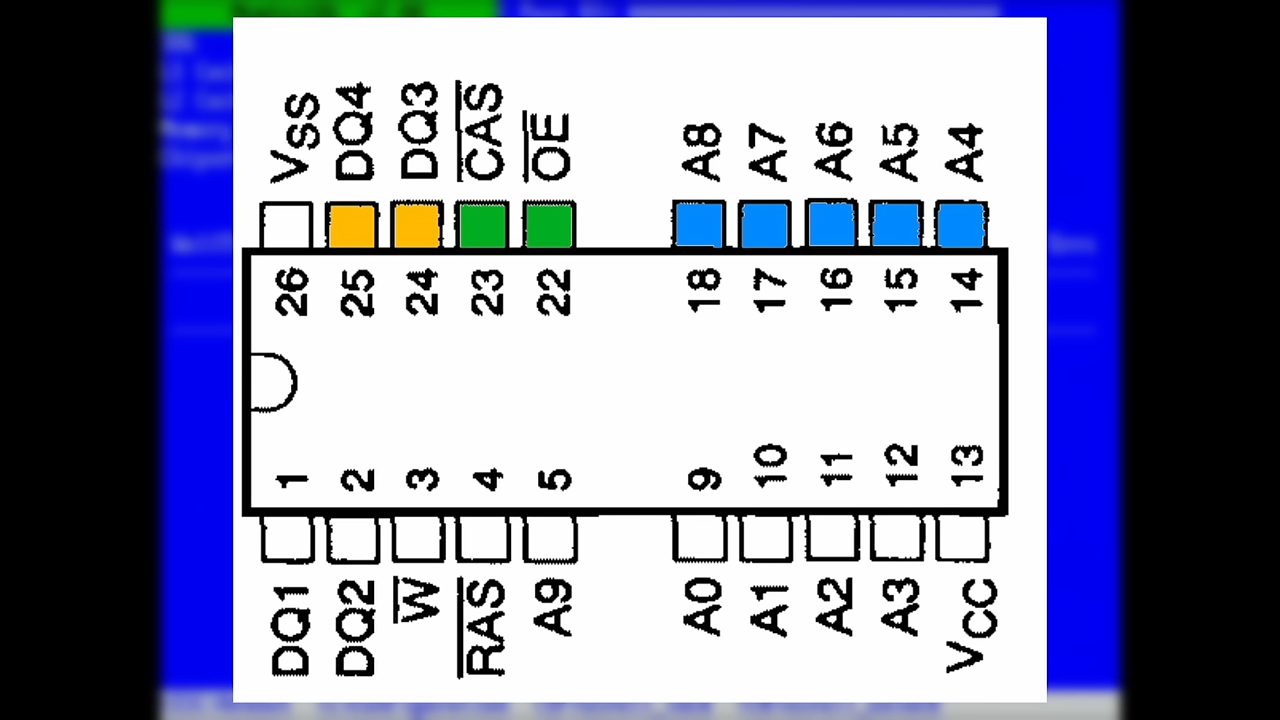 VSS DQ4 DQ3 CAS OE A8 A7 A6 A5 A4
26 25 24 23 22 18 17 16 15 14
1 2 3 4 5 9 10 11 12 13
DQ1 DQ2 W RAS A9 A0 A1 A2 A3 VCC